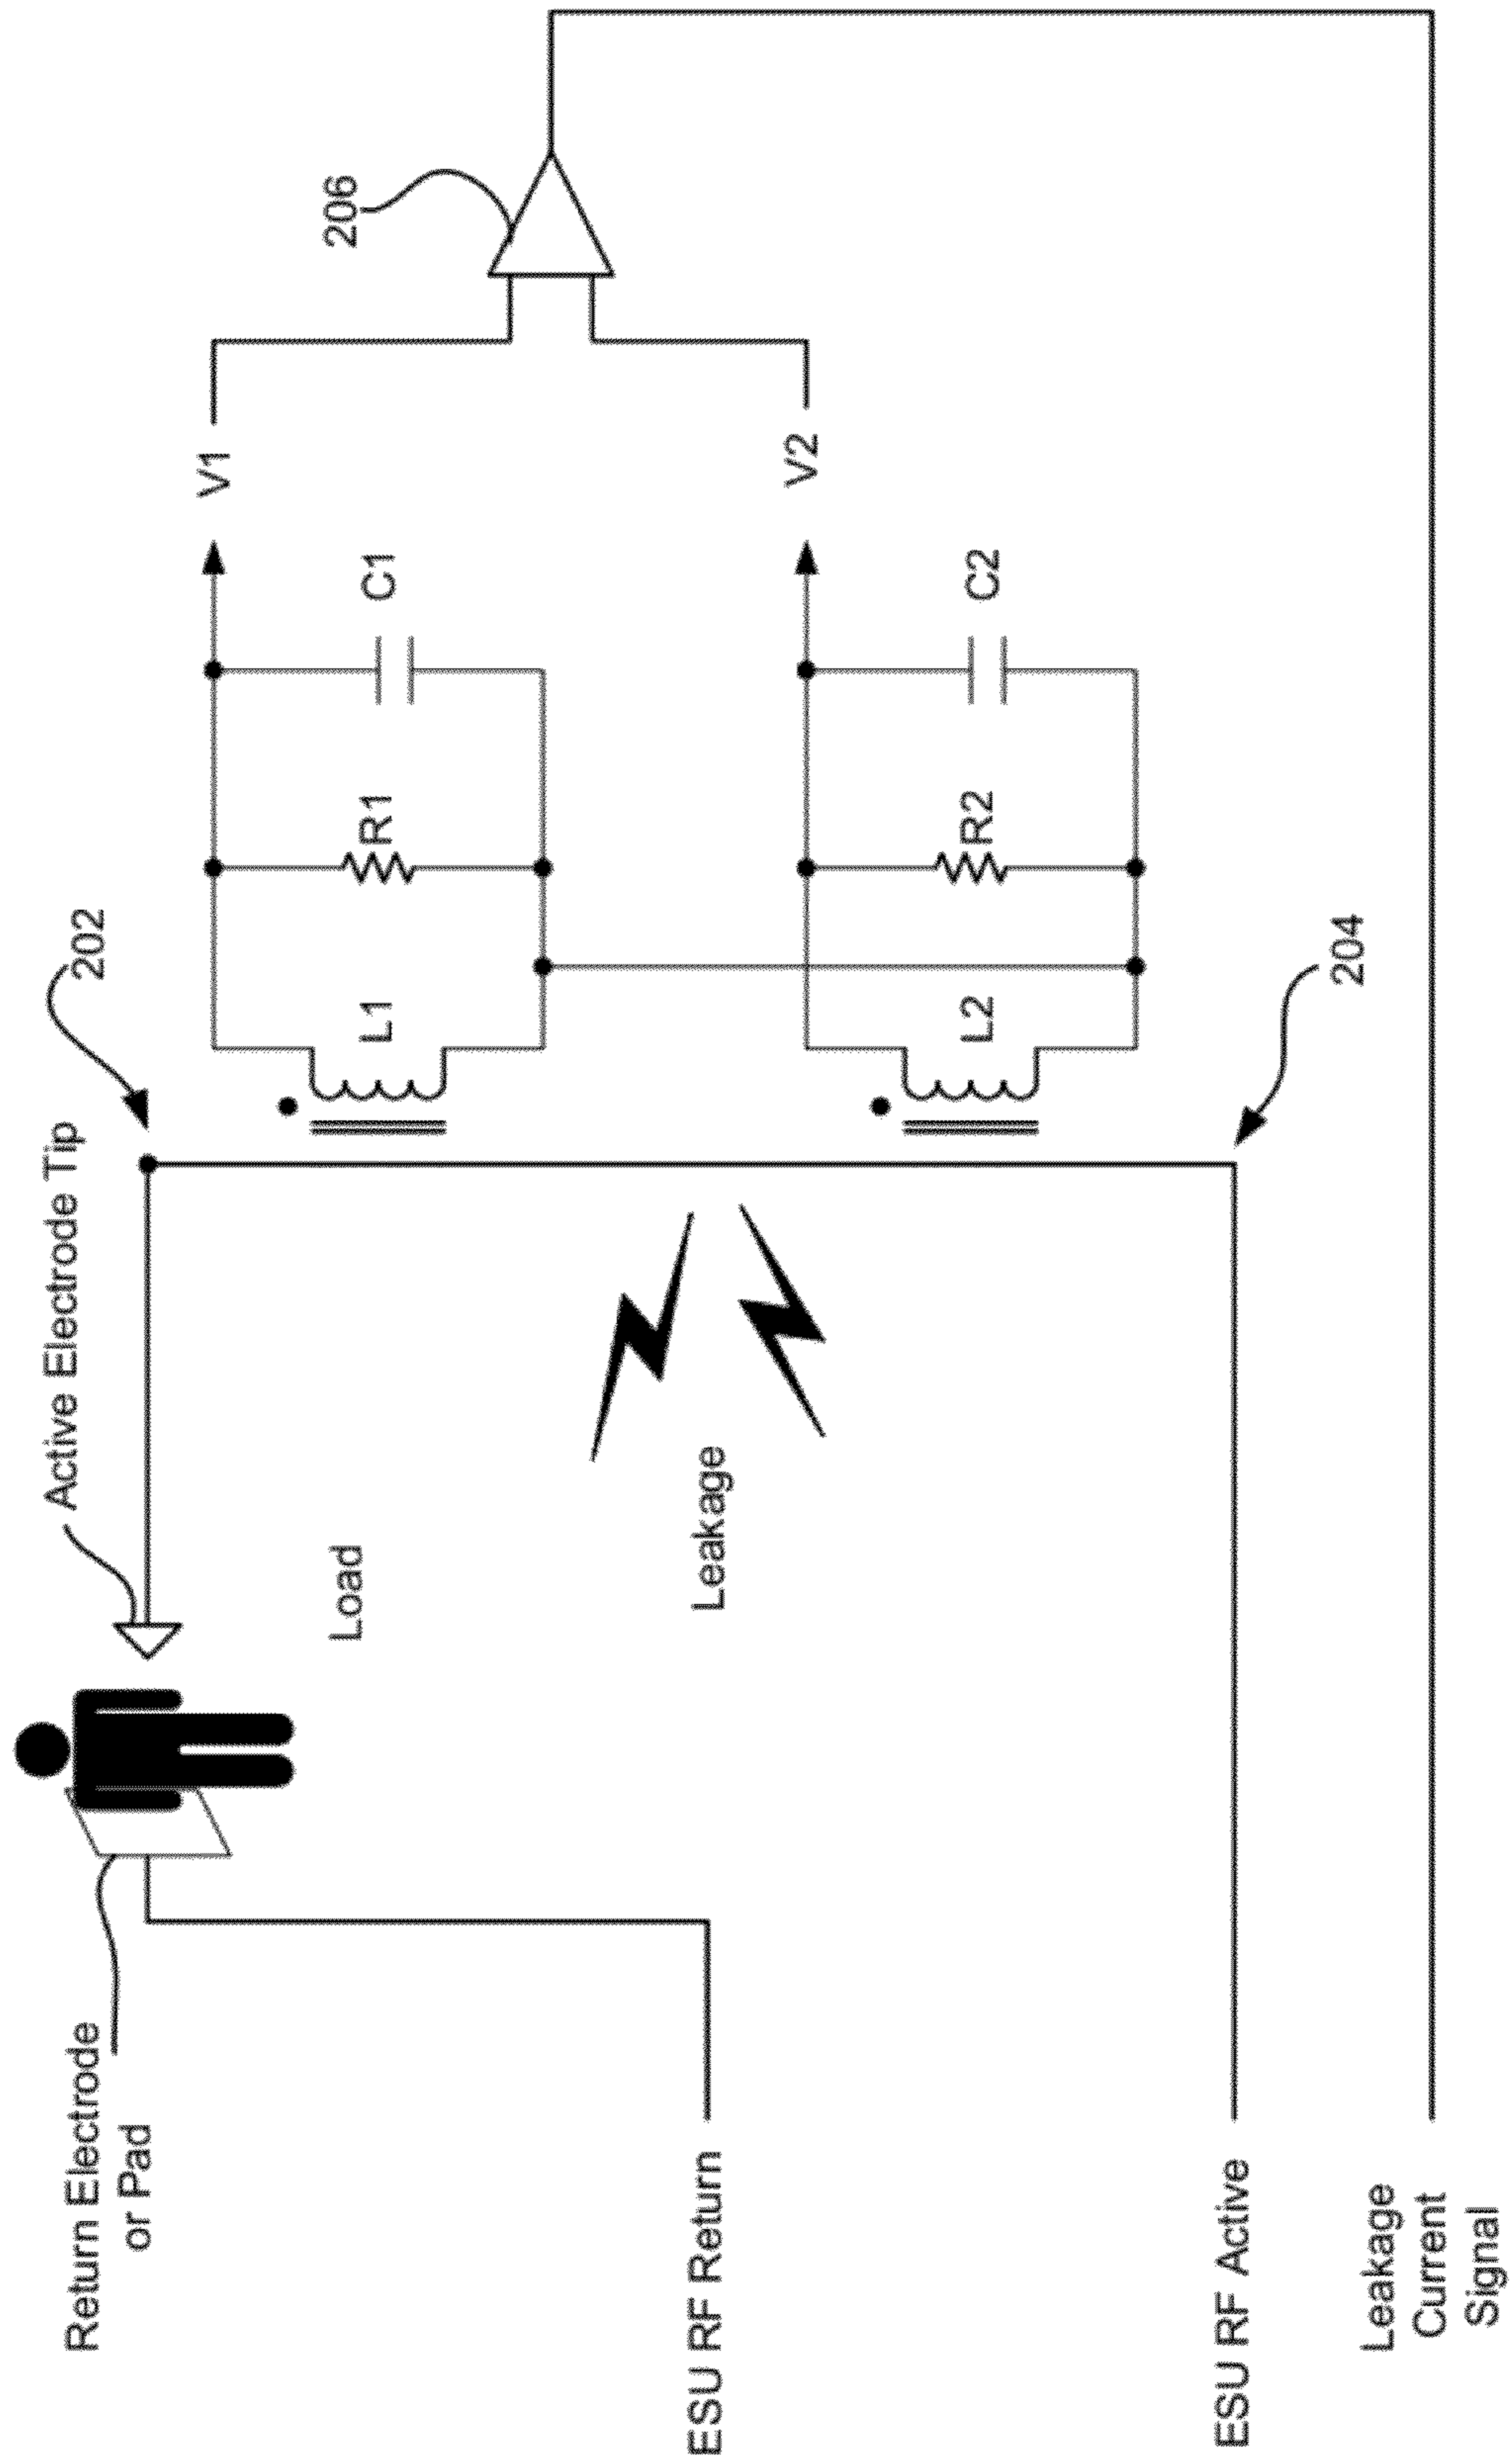 Return Electrode
or Pad
Active Electrode Tip
202
Load
V1
206
L1
R1
C1
ESU RF Return
Leakage
V2
L2
R2
C2
ESU RF Active
204
Leakage
Current
Signal